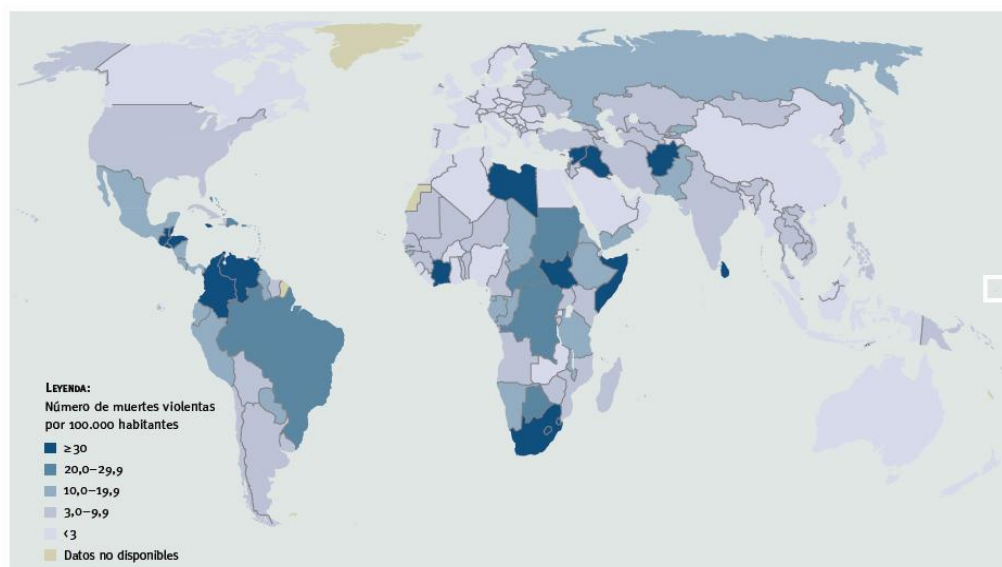 Leyenda:
Número de muertes violentas
por 100.000 habitantes
≥30
20,0–29,9
10,0–19,9
3,0–9,9
<3
Datos no disponibles